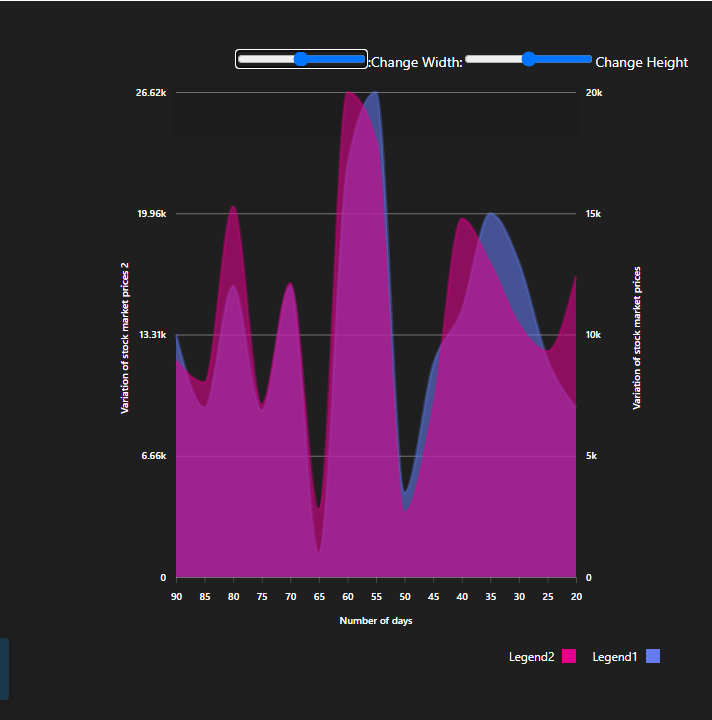 :Change Width: Change Height
26.62k 20k
19.96k 15k
Variation of stock market prices 2
Variation of stock market prices
13.31k 10k
6.66k 5k
0 0
90 85 80 75 70 65 60 55 50 45 40 35 30 25 20
Number of days
Legend2 Legend1